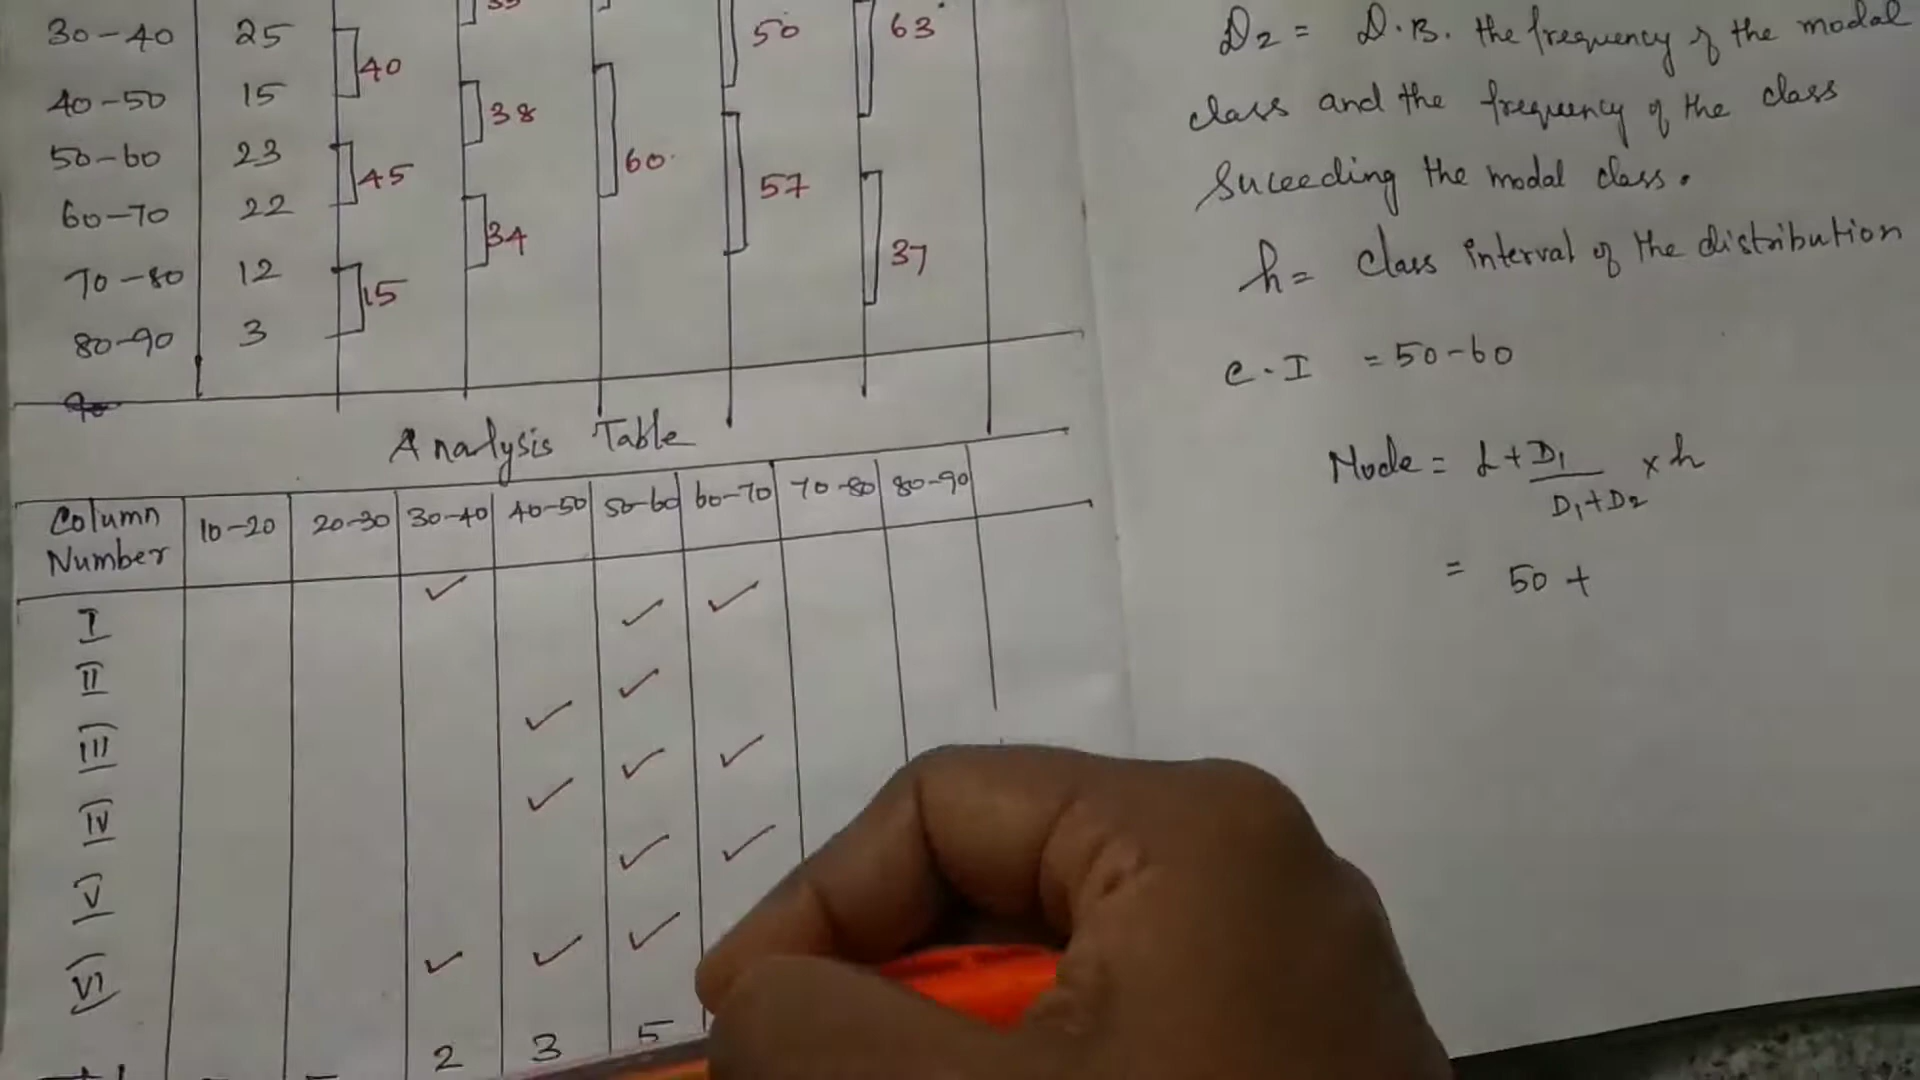 30-40 25 50 63
40
40-50 15 38
50-60 23 45 60 57
60-70 22 34
70-80 12 15 37
80-90 3
Analysis Table
Column Number 10-20 20-30 30-40 40-50 50-60 60-70 70-80 80-90
I ✓ ✓ ✓
II ✓ ✓
III ✓ ✓ ✓
IV ✓ ✓
V ✓ ✓ ✓
VI
2 3 5
D2 = D.B. the frequency of the modal
class and the frequency of the class
Suceeding the modal class.
h = Class interval of the distribution
C.I = 50-60
Mode = L + D1 / D1+D2 × h
= 50 +